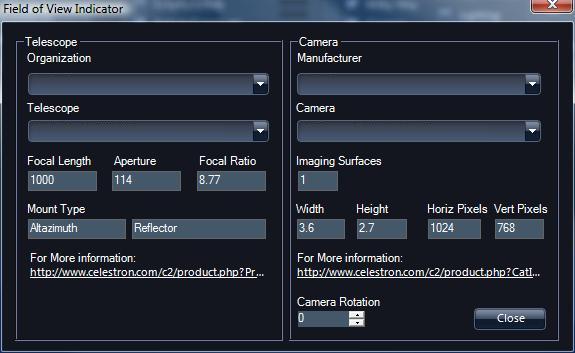 Field of View Indicator
Telescope
Organization
Telescope
Focal Length Aperture Focal Ratio
1000 114 8.77
Mount Type
Altazimuth Reflector
For More information:
http://www.celestron.com/c2/product.php?Pr...
Camera
Manufacturer
Camera
Imaging Surfaces
1
Width Height Horiz Pixels Vert Pixels
3.6 2.7 1024 768
For More information:
http://www.celestron.com/c2/product.php?CatI...
Camera Rotation
0
Close